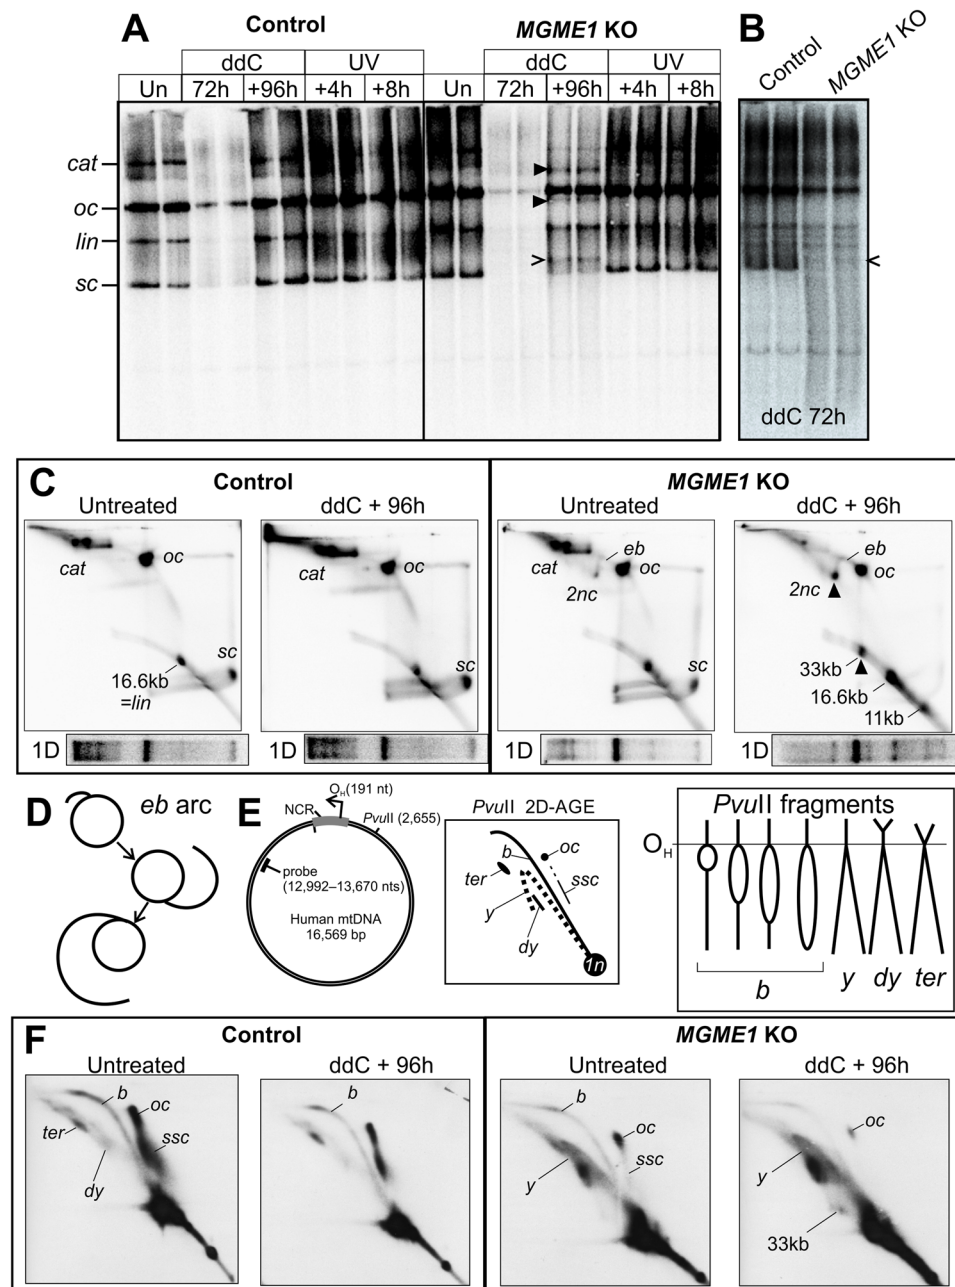 A
Control
MGME1 KO
ddC
UV
ddC
UV
Un
72h
+96h
+4h
+8h
Un
72h
+96h
+4h
+8h
cat
oc
lin
sc
B
Control
MGME1 KO
<
>
ddC 72h
C
Control
MGME1 KO
Untreated
ddC + 96h
Untreated
ddC + 96h
cat
oc
sc
16.6kb
=lin
1D
cat
oc
sc
1D
cat
eb
oc
2nc
sc
1D
eb
2nc
oc
33kb
16.6kb
11kb
1D
D
eb arc
E
OH(191 nt)
NCR
PvuII (2,655)
probe
(12,992–13,670 nts)
Human mtDNA
16,569 bp
PvuII 2D-AGE
b
oc
ter
ssc
y
dy
1n
PvuII fragments
OH
b
y
dy
ter
F
Control
MGME1 KO
Untreated
ddC + 96h
Untreated
ddC + 96h
b
oc
ter
ssc
dy
b
oc
b
oc
ssc
y
oc
y
33kb